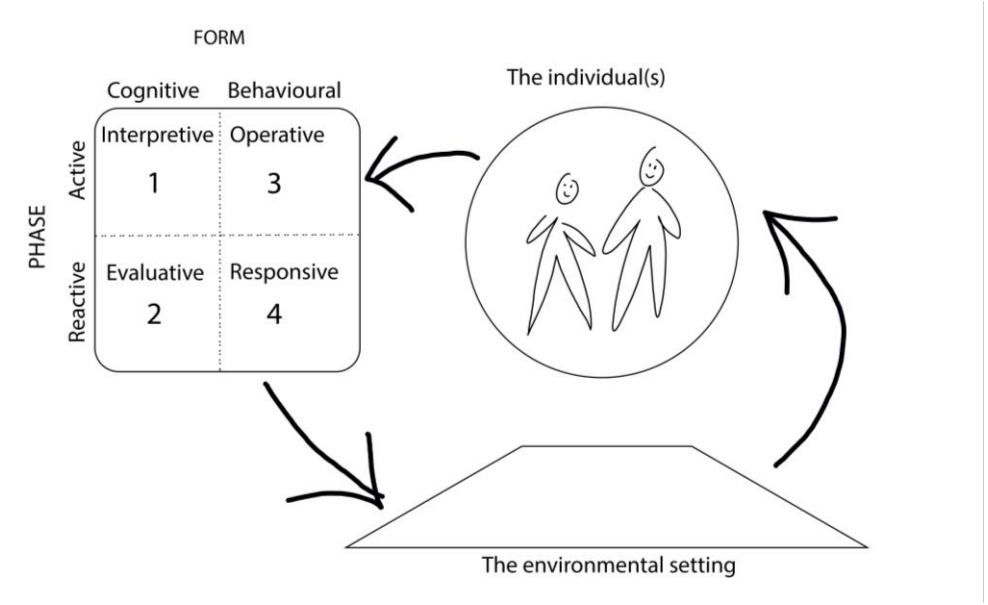 FORM
The individual(s)
Cognitive Behavioural
Interpretive Operative
Active
1 3
PHASE
Evaluative Responsive
Reactive
2 4
The environmental setting